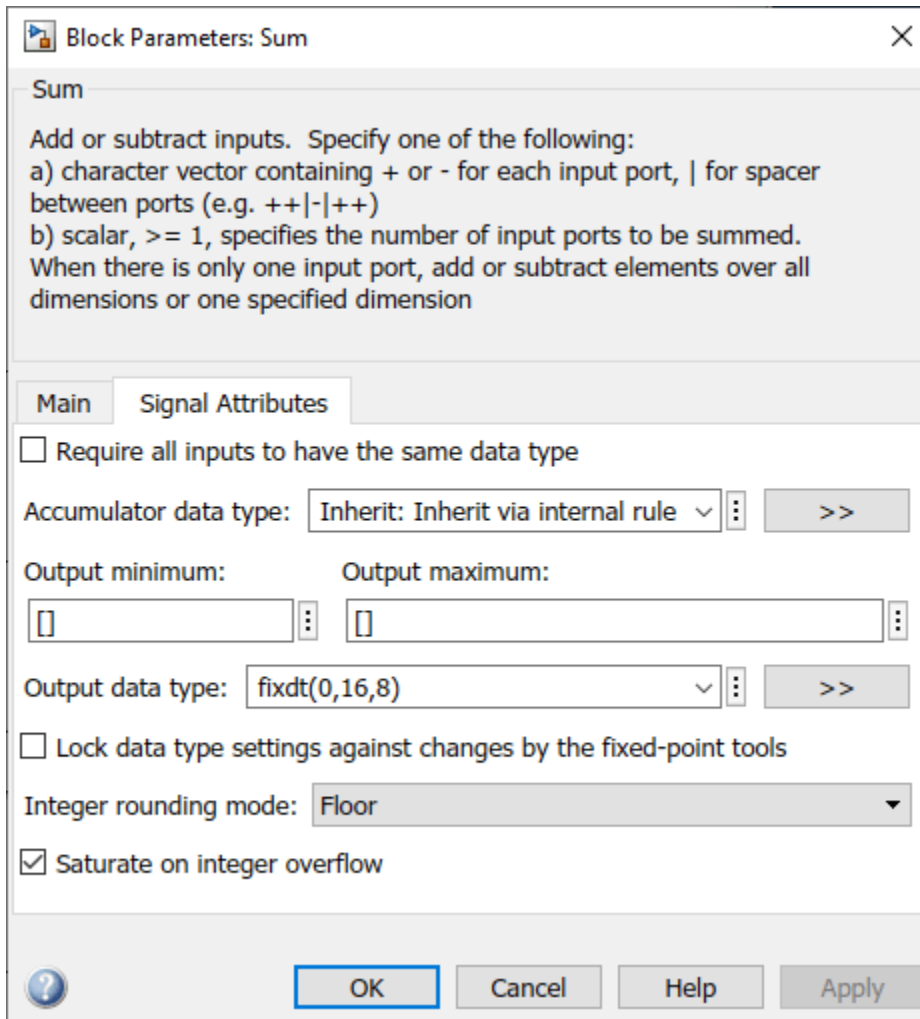 Block Parameters: Sum
Sum
Add or subtract inputs.  Specify one of the following:
a) character vector containing + or - for each input port, | for spacer
between ports (e.g. ++|-|++)
b) scalar, >= 1, specifies the number of input ports to be summed.
When there is only one input port, add or subtract elements over all
dimensions or one specified dimension
Main Signal Attributes
Require all inputs to have the same data type
Accumulator data type: Inherit: Inherit via internal rule >>
Output minimum: Output maximum:
[] []
Output data type: fixdt(0,16,8) >>
Lock data type settings against changes by the fixed-point tools
Integer rounding mode: Floor
Saturate on integer overflow
? OK Cancel Help Apply